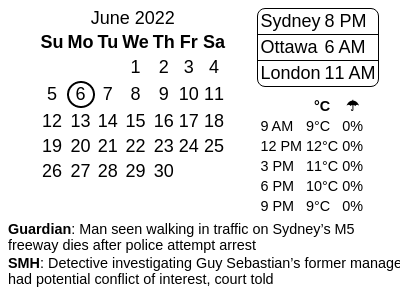 June 2022
Su Mo Tu We Th Fr Sa
1 2 3 4
5 6 7 8 9 10 11
12 13 14 15 16 17 18
19 20 21 22 23 24 25
26 27 28 29 30
Sydney 8 PM
Ottawa 6 AM
London 11 AM
°C ☂
9 AM 9°C 0%
12 PM 12°C 0%
3 PM 11°C 0%
6 PM 10°C 0%
9 PM 9°C 0%
Guardian: Man seen walking in traffic on Sydney’s M5
freeway dies after police attempt arrest
SMH: Detective investigating Guy Sebastian’s former manage
had potential conflict of interest, court told